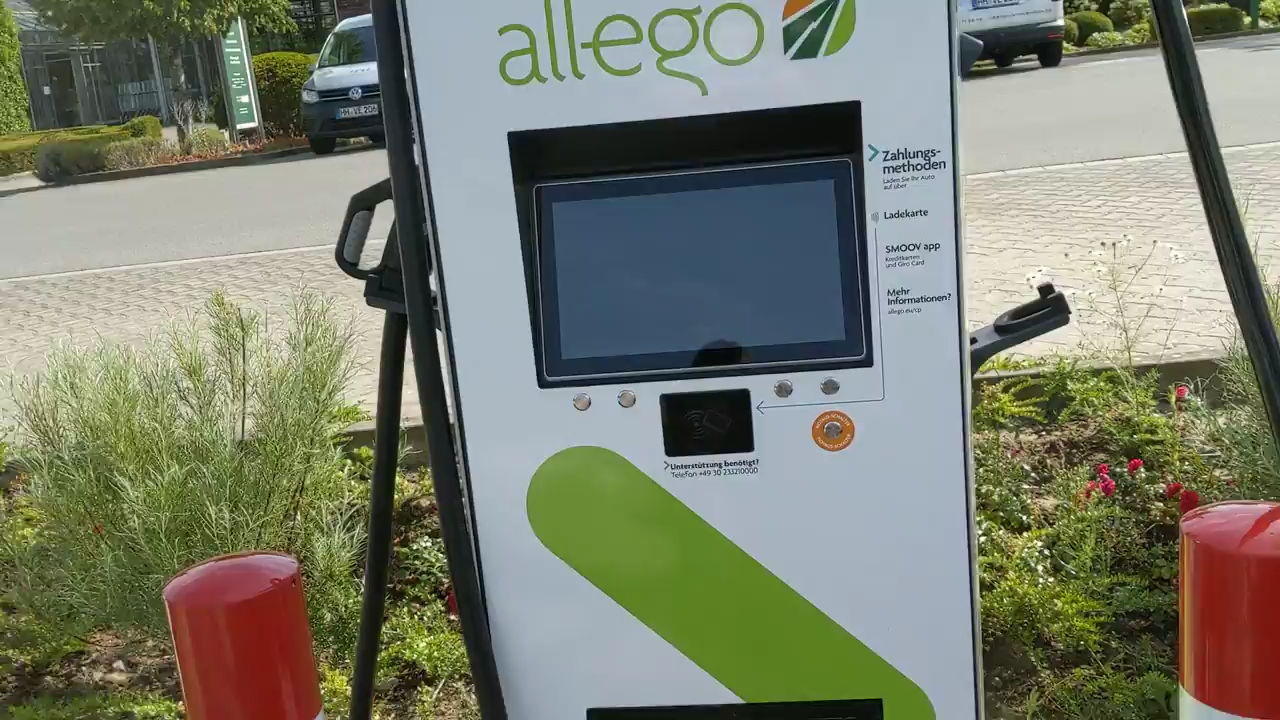 allego
Zahlungs-
methoden
Laden Sie Ihr Auto
auf über
Ladekarte
SMOOV app
Kreditkarten
und Giro Card
Mehr
Informationen?
allego.eu/cp
Unterstützung benötigt?
Telefon +49 30 233210000